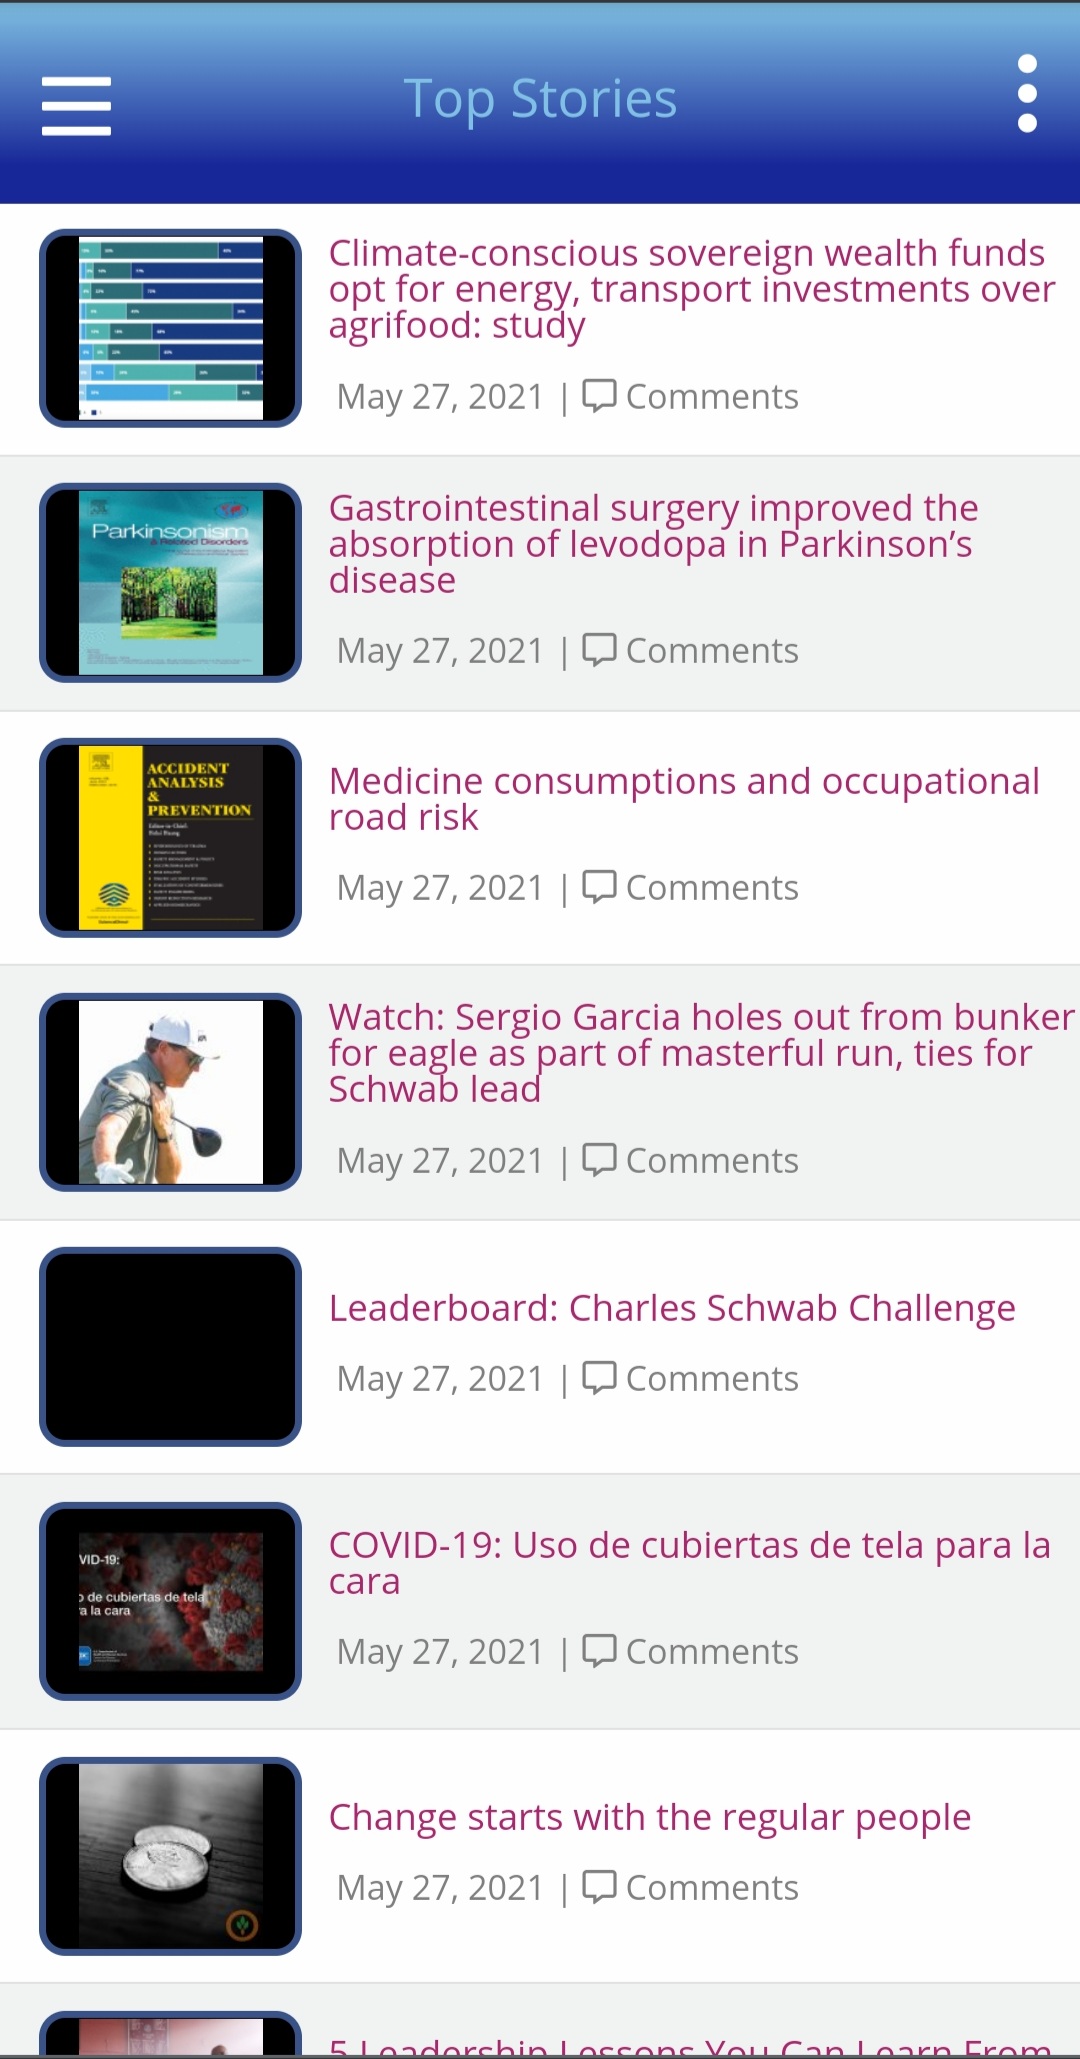 Top Stories
Climate-conscious sovereign wealth funds
opt for energy, transport investments over
agrifood: study
May 27, 2021 | Comments
Parkinsonism
& Related Disorders
Gastrointestinal surgery improved the
absorption of levodopa in Parkinson’s
disease
May 27, 2021 | Comments
ACCIDENT
ANALYSIS
&
PREVENTION
Medicine consumptions and occupational
road risk
May 27, 2021 | Comments
Watch: Sergio Garcia holes out from bunker
for eagle as part of masterful run, ties for
Schwab lead
May 27, 2021 | Comments
Leaderboard: Charles Schwab Challenge
May 27, 2021 | Comments
VID-19:
o de cubiertas de tela
ra la cara
COVID-19: Uso de cubiertas de tela para la
cara
May 27, 2021 | Comments
Change starts with the regular people
May 27, 2021 | Comments
5 Leadership Lessons You Can Learn From